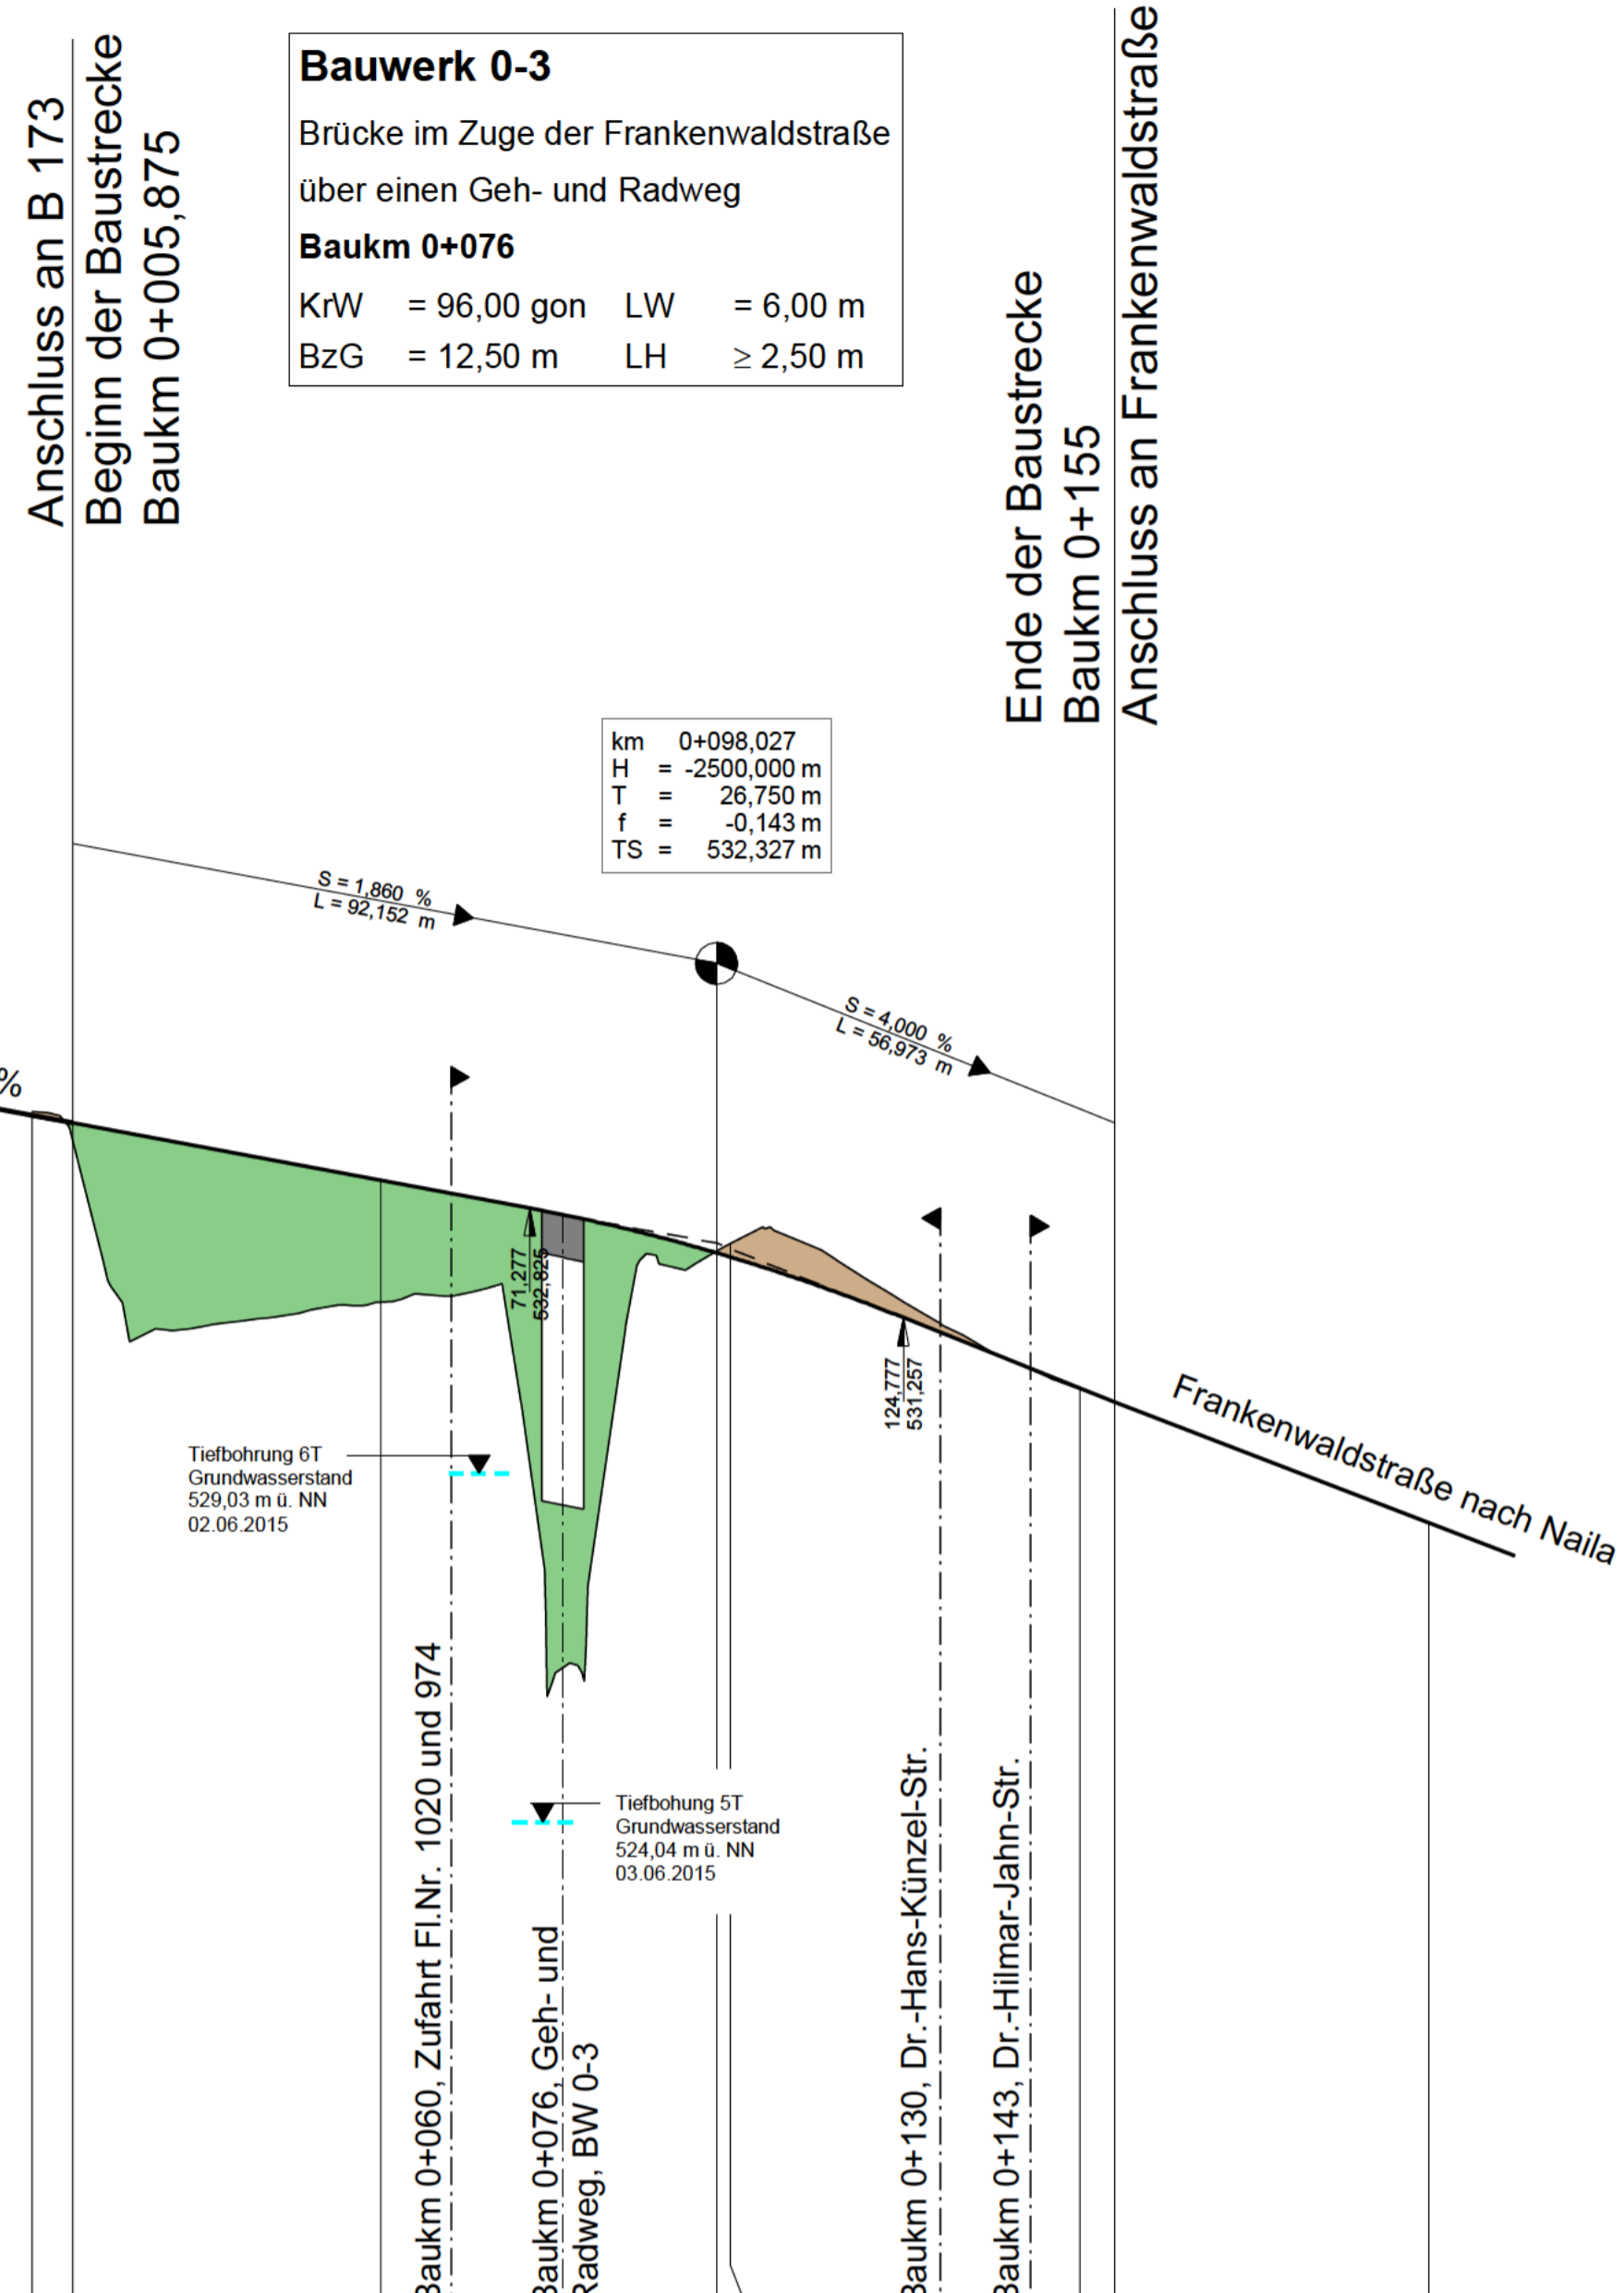 Anschluss an B 173
Beginn der Baustrecke
Baukm 0+005,875
Bauwerk 0-3
Brücke im Zuge der Frankenwaldstraße
über einen Geh- und Radweg
Baukm 0+076
KrW = 96,00 gon LW = 6,00 m
BzG = 12,50 m LH ≥ 2,50 m
Ende der Baustrecke
Baukm 0+155
Anschluss an Frankenwaldstraße
km 0+098,027
H = -2500,000 m
T = 26,750 m
f = -0,143 m
TS = 532,327 m
S = 1,860 %
L = 92,152 m
S = 4,000 %
L = 56,973 m
%
71,277
532,825
124,777
531,257
Frankenwaldstraße nach Naila
Tiefbohrung 6T
Grundwasserstand
529,03 m ü. NN
02.06.2015
Tiefbohung 5T
Grundwasserstand
524,04 m ü. NN
03.06.2015
Baukm 0+060, Zufahrt Fl.Nr. 1020 und 974
Baukm 0+076, Geh- und
Radweg, BW 0-3
Baukm 0+130, Dr.-Hans-Künzel-Str.
Baukm 0+143, Dr.-Hilmar-Jahn-Str.